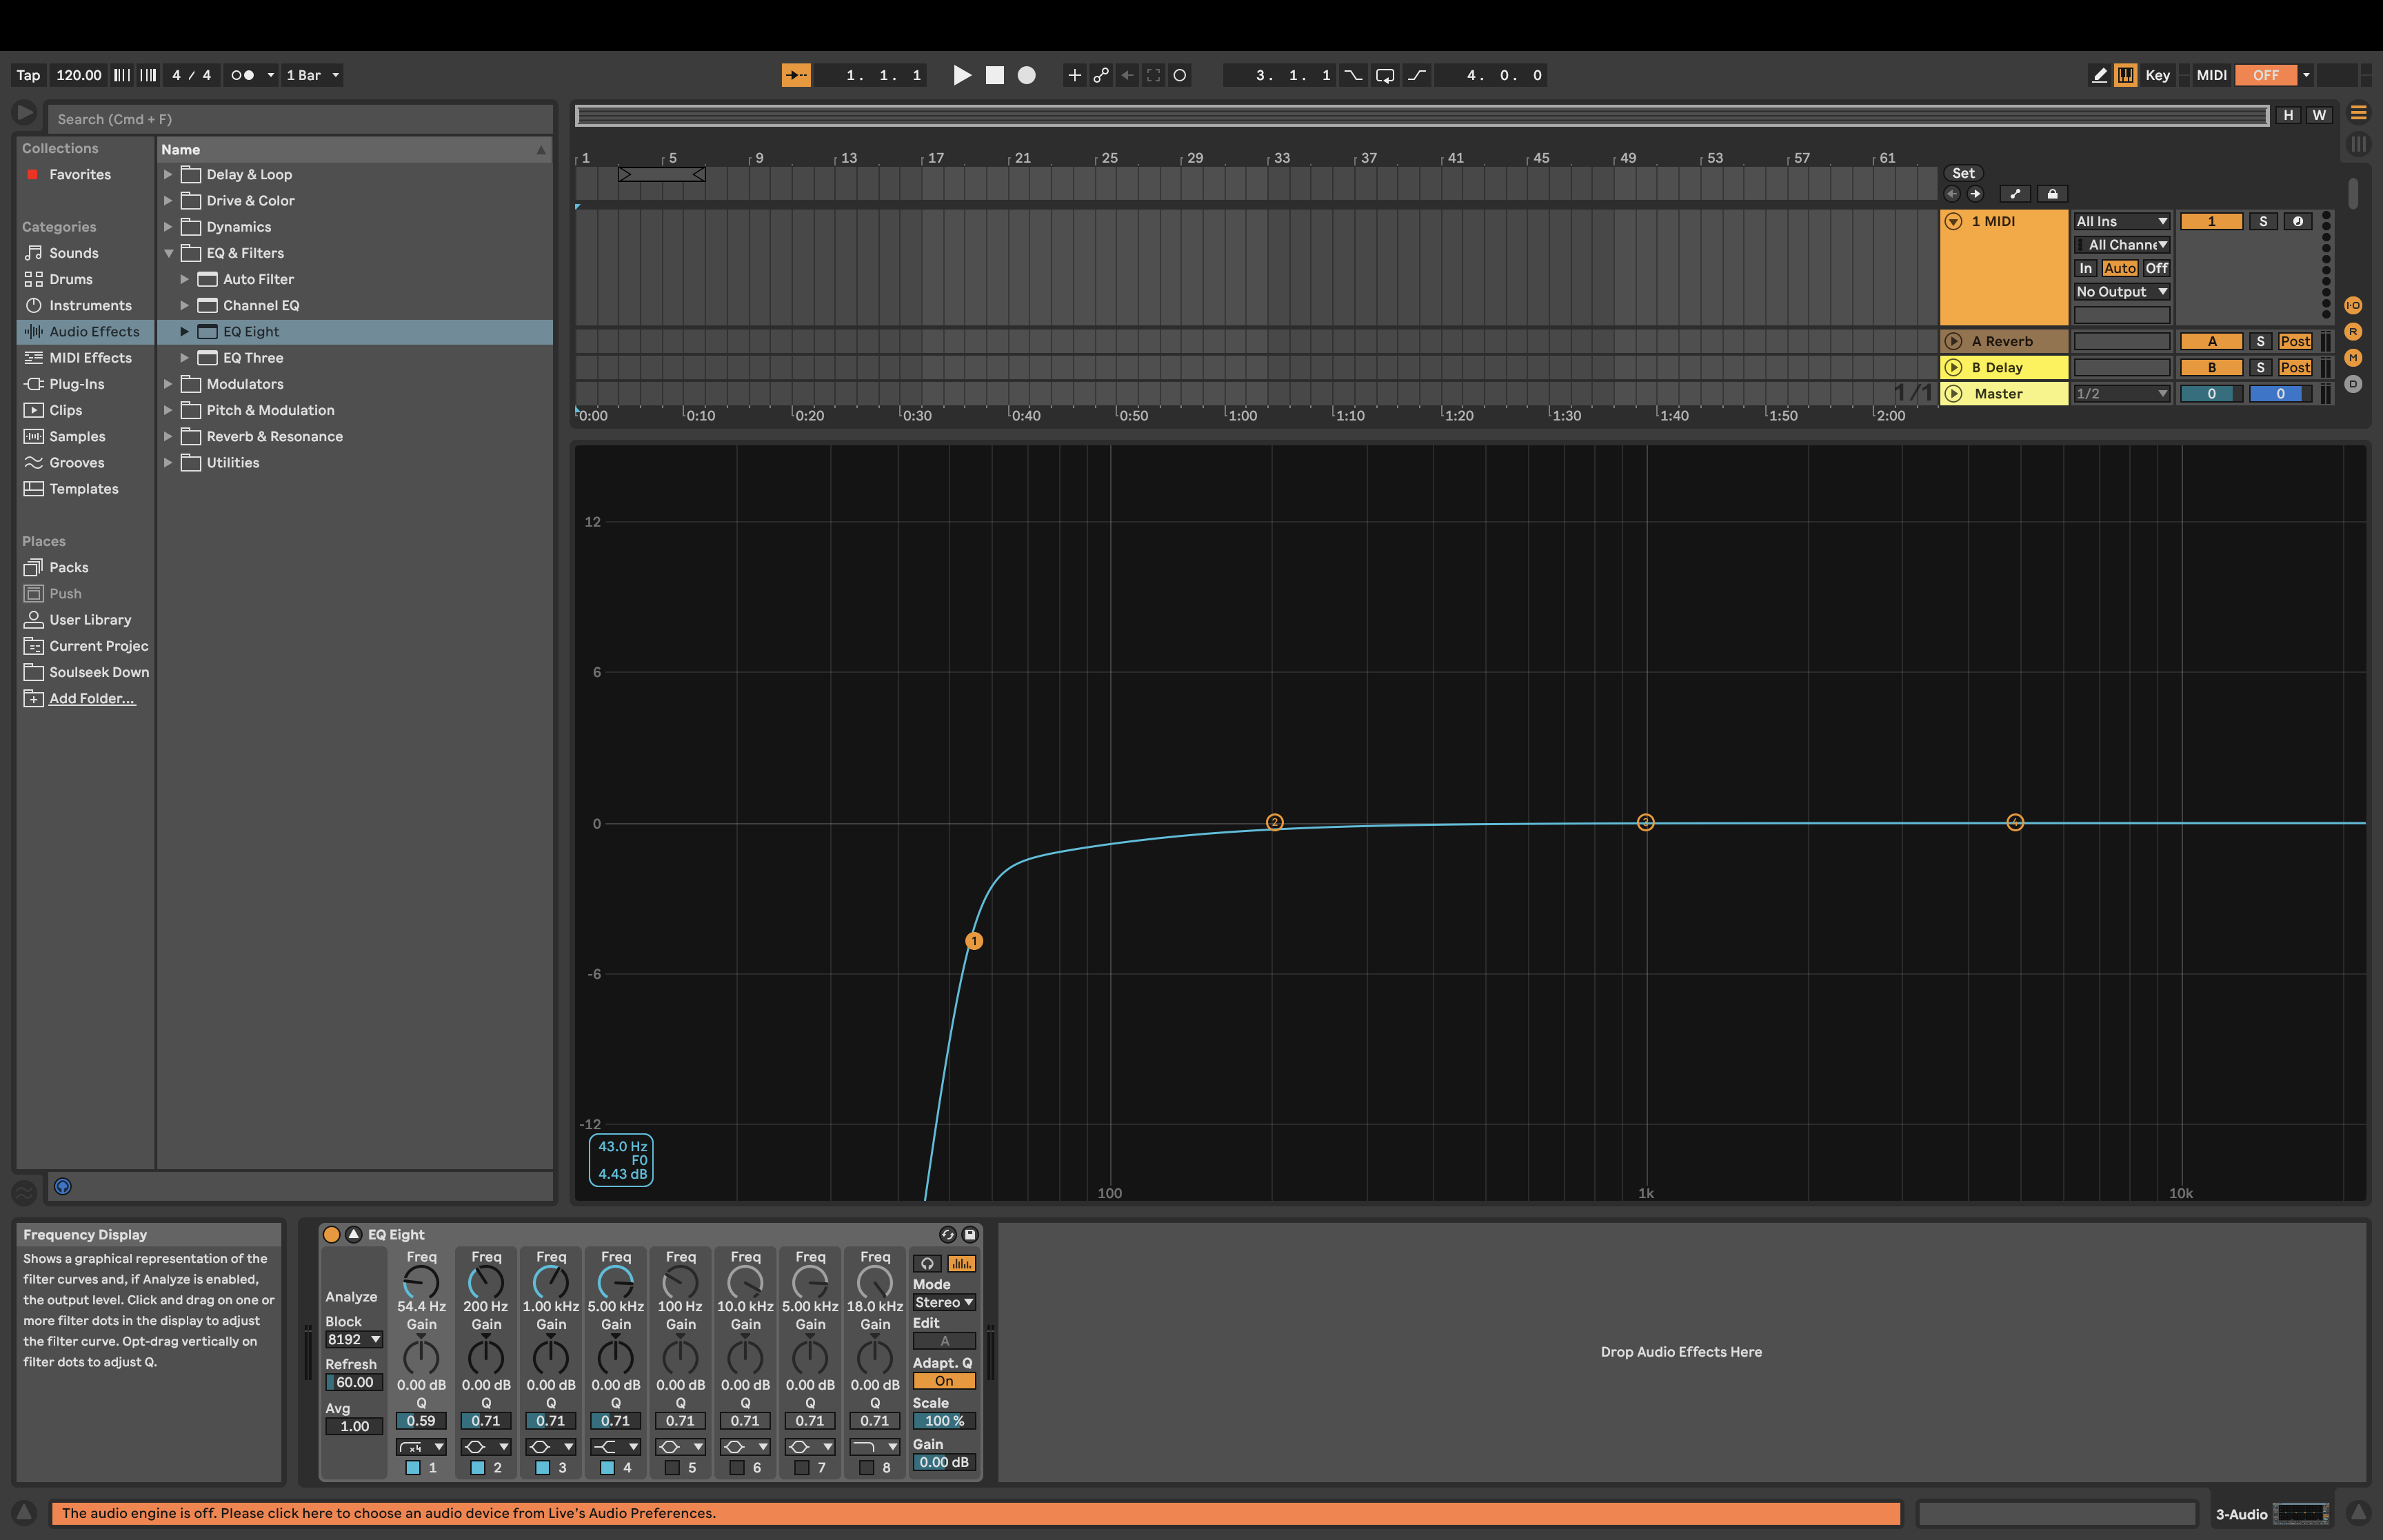 Tap 120.00 4 / 4 1 Bar 1. 1. 1 3. 1. 1 4. 0. 0 Key MIDI OFF
Search (Cmd + F)
Collections
Favorites
Categories
Sounds
Drums
Instruments
Audio Effects
MIDI Effects
Plug-Ins
Clips
Samples
Grooves
Templates
Places
Packs
Push
User Library
Current Projec
Soulseek Down
Add Folder...
Name
Delay & Loop
Drive & Color
Dynamics
EQ & Filters
Auto Filter
Channel EQ
EQ Eight
EQ Three
Modulators
Pitch & Modulation
Reverb & Resonance
Utilities
H W
1 5 9 13 17 21 25 29 33 37 41 45 49 53 57 61
Set
1 MIDI All Ins 1 S
All Channe
In Auto Off
No Output
I·O
R
M
D
A Reverb A S Post
B Delay B S Post
1/1 Master 1/2 0 0
0:00 0:10 0:20 0:30 0:40 0:50 1:00 1:10 1:20 1:30 1:40 1:50 2:00
12
6
0
-6
-12
1 2 3 4
43.0 Hz
F0
4.43 dB
100 1k 10k
Frequency Display
Shows a graphical representation of the
filter curves and, if Analyze is enabled,
the output level. Click and drag on one or
more filter dots in the display to adjust
the filter curve. Opt-drag vertically on
filter dots to adjust Q.
EQ Eight
Analyze
Block
8192
Refresh
60.00
Avg
1.00
Freq Freq Freq Freq Freq Freq Freq Freq
54.4 Hz 200 Hz 1.00 kHz 5.00 kHz 100 Hz 10.0 kHz 5.00 kHz 18.0 kHz
Gain Gain Gain Gain Gain Gain Gain Gain
0.00 dB 0.00 dB 0.00 dB 0.00 dB 0.00 dB 0.00 dB 0.00 dB 0.00 dB
Q Q Q Q Q Q Q Q
0.59 0.71 0.71 0.71 0.71 0.71 0.71 0.71
x4
1 2 3 4 5 6 7 8
Mode
Stereo
Edit
A
Adapt. Q
On
Scale
100 %
Gain
0.00 dB
Drop Audio Effects Here
The audio engine is off. Please click here to choose an audio device from Live's Audio Preferences.
3-Audio